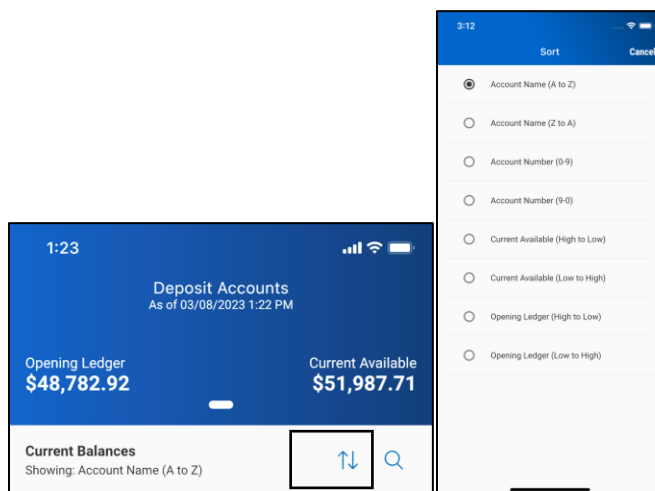 1:23
Deposit Accounts
As of 03/08/2023 1:22 PM
Opening Ledger
Current Available
$48,782.92
$51,987.71
Current Balances
Showing: Account Name (A to Z)
3:12
Sort
Cancel
Account Name (A to Z)
Account Name (Z to A)
Account Number (0-9)
Account Number (9-0)
Current Available (High to Low)
Current Available (Low to High)
Opening Ledger (High to Low)
Opening Ledger (Low to High)